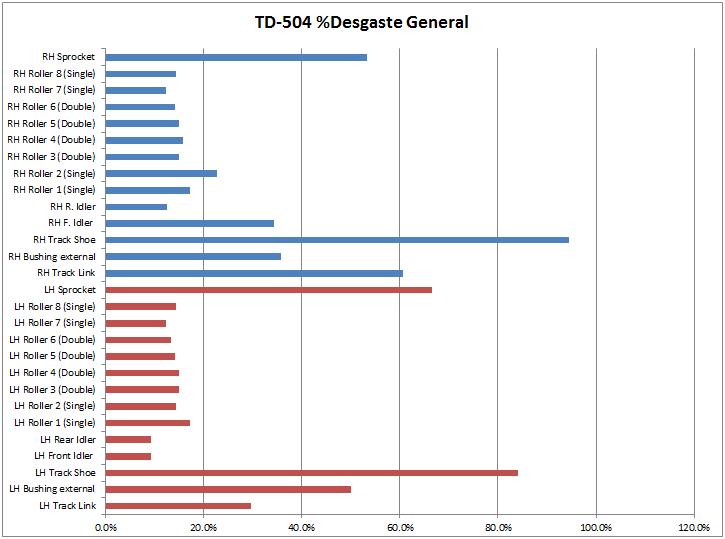 TD-504 %Desgaste General
RH Sprocket
RH Roller 8 (Single)
RH Roller 7 (Single)
RH Roller 6 (Double)
RH Roller 5 (Double)
RH Roller 4 (Double)
RH Roller 3 (Double)
RH Roller 2 (Single)
RH Roller 1 (Single)
RH R. Idler
RH F. Idler
RH Track Shoe
RH Bushing external
RH Track Link
LH Sprocket
LH Roller 8 (Single)
LH Roller 7 (Single)
LH Roller 6 (Double)
LH Roller 5 (Double)
LH Roller 4 (Double)
LH Roller 3 (Double)
LH Roller 2 (Single)
LH Roller 1 (Single)
LH Rear Idler
LH Front Idler
LH Track Shoe
LH Bushing external
LH Track Link
0.0% 20.0% 40.0% 60.0% 80.0% 100.0% 120.0%